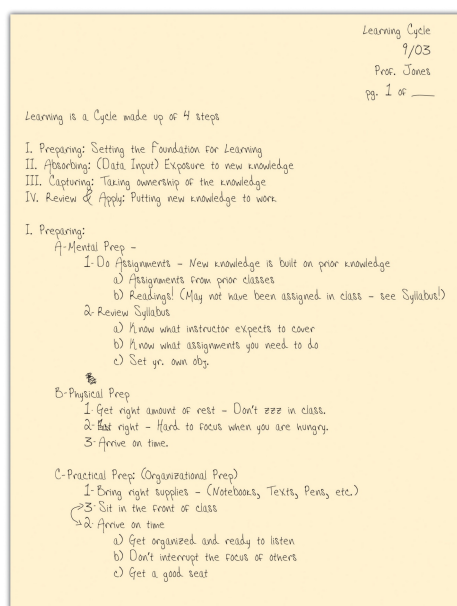 Learning Cycle
9/03
Prof. Jones
pg. 1 of ___
Learning is a Cycle made up of 4 steps
I. Preparing: Setting the Foundation for Learning
II. Absorbing: (Data Input) Exposure to new knowledge
III. Capturing: Taking ownership of the knowledge
IV. Review & Apply: Putting new knowledge to work
I. Preparing:
A-Mental Prep –
1-Do Assignments – New knowledge is built on prior knowledge
a) Assignments from prior classes
b) Readings! (May not have been assigned in class – see Syllabus!)
2-Review Syllabus
a) Know what instructor expects to cover
b) Know what assignments you need to do
c) Set yr. own obj.
B-Physical Prep
1-Get right amount of rest – Don't zzz in class.
2-Eat right – Hard to focus when you are hungry.
3-Arrive on time.
C-Practical Prep: (Organizational Prep)
1-Bring right supplies – (Notebooks, Texts, Pens, etc.)
3-Sit in the front of class
2-Arrive on time
a) Get organized and ready to listen
b) Don't interrupt the focus of others
c) Get a good seat